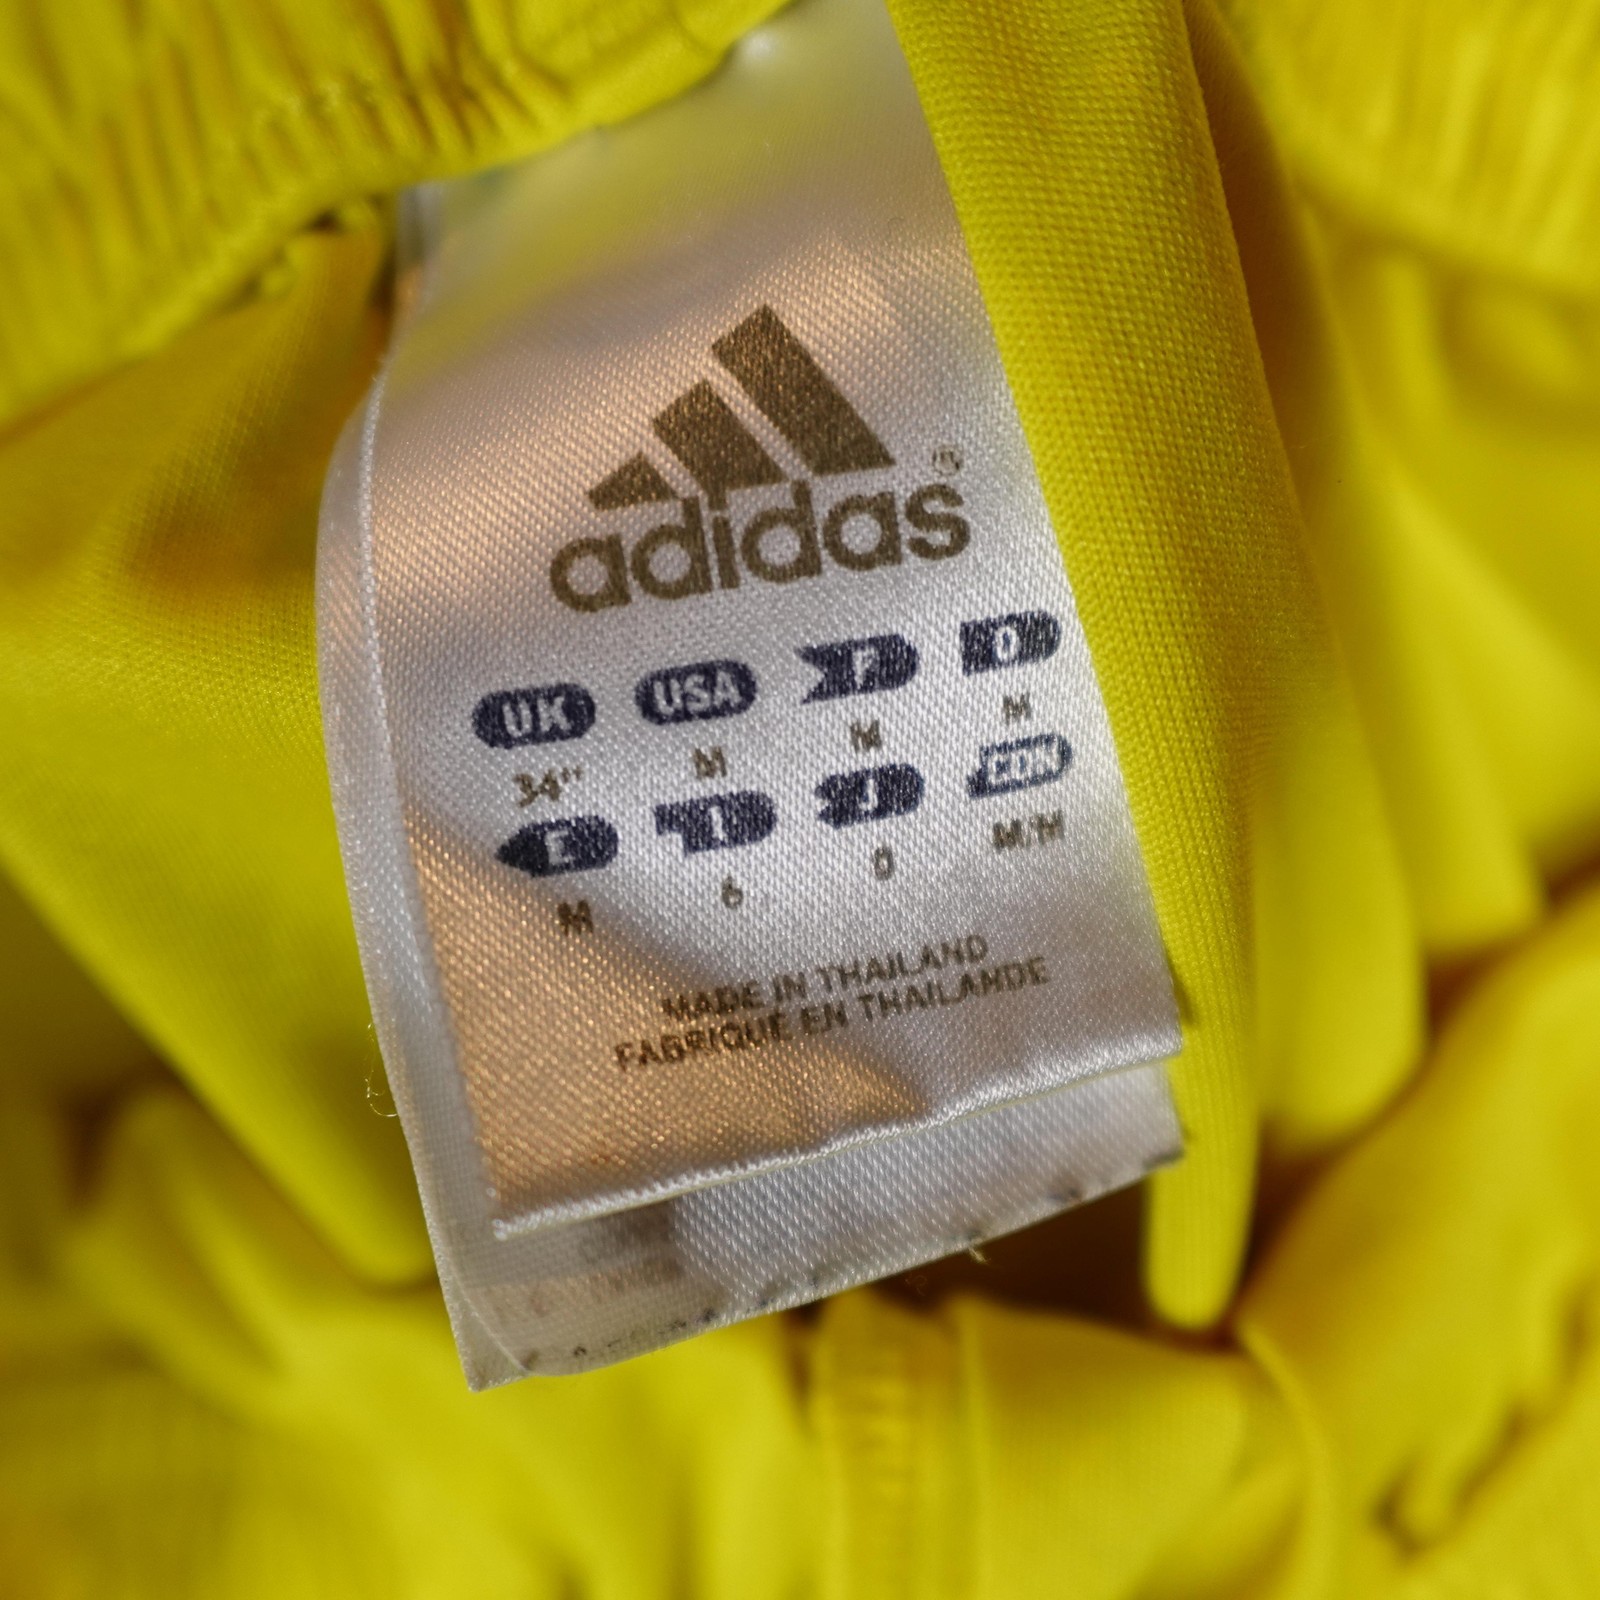 adidas®
UK USA F D
34" M M M
E I J CDN
M 6 O M/M
MADE IN THAILAND
FABRIQUÉ EN THAILANDE